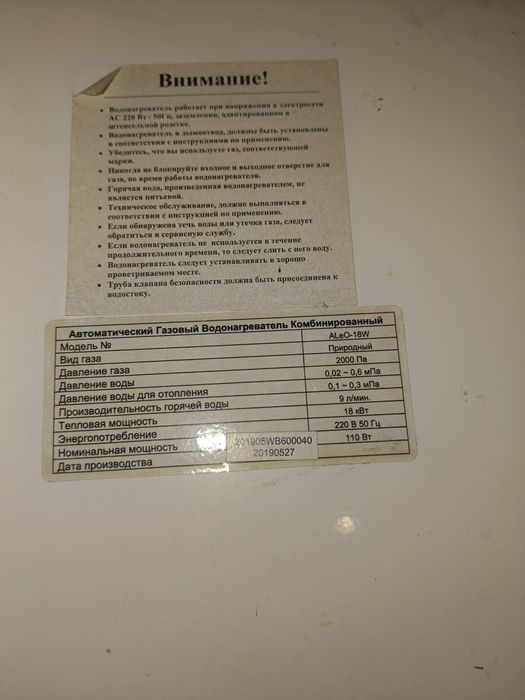 Внимание!
• Водонагреватель работает при напряжении в электросети
АС 220 Вт / 50Гц, заземлении, адаптированном в
штепсельной розетке.
• Водонагреватель и дымоотвод, должны быть установлены
в соответствии с инструкциями по применению.
• Убедитесь, что вы используете газ, соответствующей
марки.
• Никогда не блокируйте входное и выходное отверстие для
газа, во время работы водонагревателя.
• Горячая вода, произведенная водонагревателем, не
является питьевой.
• Техническое обслуживание, должно выполняться в
соответствии с инструкцией по применению.
• Если обнаружена течь воды или утечка газа, следует
обратиться в сервисную службу.
• Если водонагреватель не используется в течение
продолжительного времени, то следует слить с него воду.
• Водонагреватель следует устанавливать в хорошо
проветриваемом месте.
• Труба клапана безопасности должна быть присоединена к
водостоку.
Автоматический Газовый Водонагреватель Комбинированный
Модель № ALeO-18W
Вид газа Природный
Давление газа 2000 Па
Давление воды 0,02 ~ 0,6 мПа
Давление воды для отопления 0,1 ~ 0,3 мПа
Производительность горячей воды 9 л/мин.
Тепловая мощность 18 кВт
Энергопотребление 220 В 50 Гц
Номинальная мощность 110 Вт
Дата производства 201905WB600040
20190527